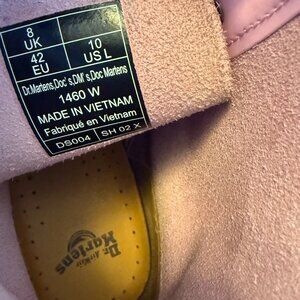 8 UK 10 US L
42 EU
Dr.Martens,Doc' s,DM' s,Doc Martens
1460 W
MADE IN VIETNAM
Fabriqué en Vietnam
DS004 SH 02 X
Dr. Martens